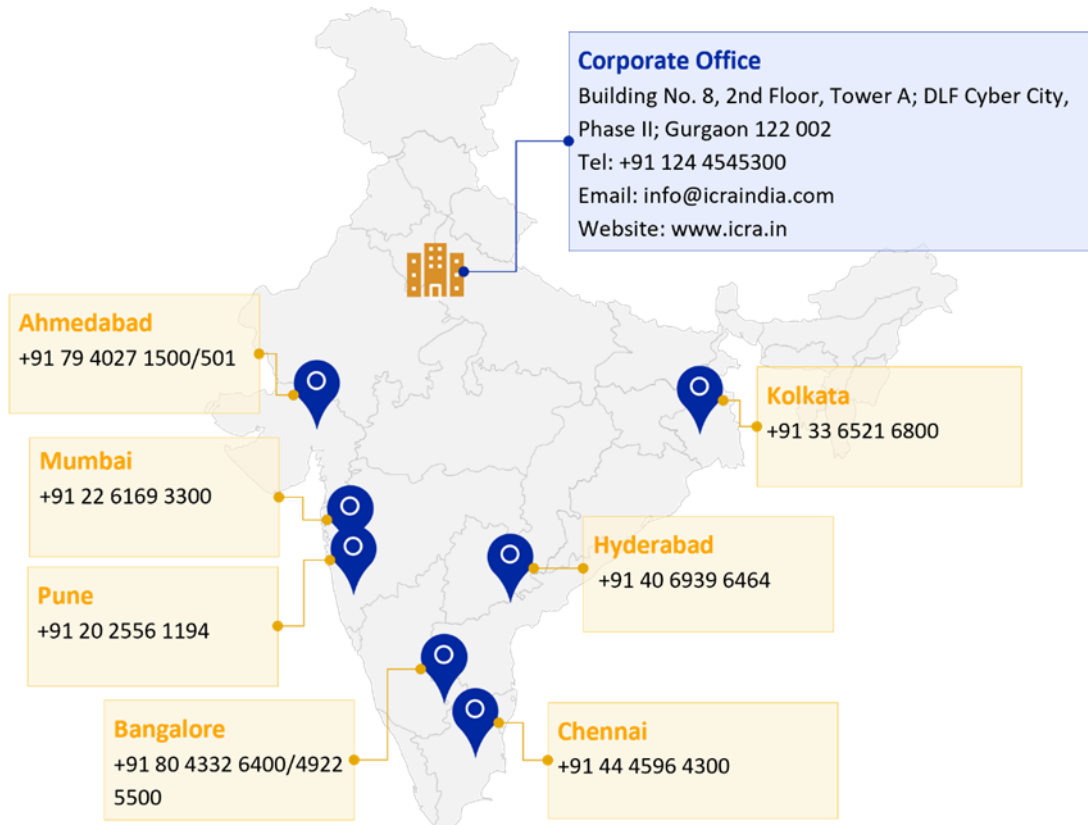 Corporate Office
Building No. 8, 2nd Floor, Tower A; DLF Cyber City,
Phase II; Gurgaon 122 002
Tel: +91 124 4545300
Email: info@icraindia.com
Website: www.icra.in
Ahmedabad
+91 79 4027 1500/501
Kolkata
+91 33 6521 6800
Mumbai
+91 22 6169 3300
Hyderabad
+91 40 6939 6464
Pune
+91 20 2556 1194
Bangalore
+91 80 4332 6400/4922
5500
Chennai
+91 44 4596 4300